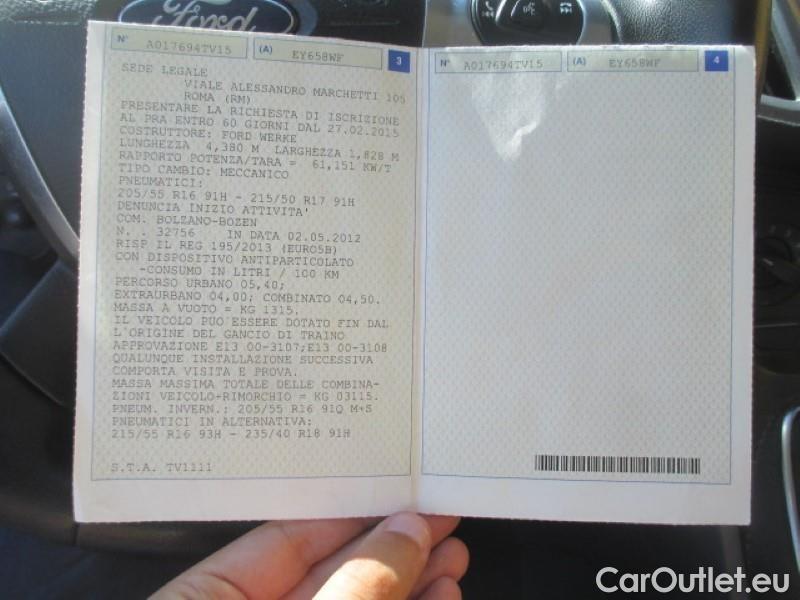 Ford
N° A017694TV15 (A) EY658WF 3
SEDE LEGALE
VIALE ALESSANDRO MARCHETTI 105
ROMA (RM)
PRESENTARE LA RICHIESTA DI ISCRIZIONE
AL PRA ENTRO 60 GIORNI DAL 27.02.2015
COSTRUTTORE: FORD WERKE
LUNGHEZZA 4,380 M LARGHEZZA 1,828 M
RAPPORTO POTENZA/TARA = 61,151 KW/T
TIPO CAMBIO: MECCANICO
PNEUMATICI:
205/55 R16 91H - 215/50 R17 91H
DENUNCIA INIZIO ATTIVITA'
COM. BOLZANO-BOZEN
N. . 32756 IN DATA 02.05.2012
RISP IL REG 195/2013 (EURO5B)
CON DISPOSITIVO ANTIPARTICOLATO
-CONSUMO IN LITRI / 100 KM
PERCORSO URBANO 05,40;
EXTRAURBANO 04,00; COMBINATO 04,50.
MASSA A VUOTO = KG 1315.
IL VEICOLO PUO'ESSERE DOTATO FIN DAL
L'ORIGINE DEL GANCIO DI TRAINO
APPROVAZIONE E13 00-3107;E13 00-3108
QUALUNQUE INSTALLAZIONE SUCCESSIVA
COMPORTA VISITA E PROVA.
MASSA MASSIMA TOTALE DELLE COMBINA-
ZIONI VEICOLO+RIMORCHIO = KG 03115.
PNEUM. INVERN.: 205/55 R16 91Q M+S
PNEUMATICI IN ALTERNATIVA:
215/55 R16 93H - 235/40 R18 91H
S.T.A. TV1111
N° A017694TV15 (A) EY658WF 4
CarOutlet.eu